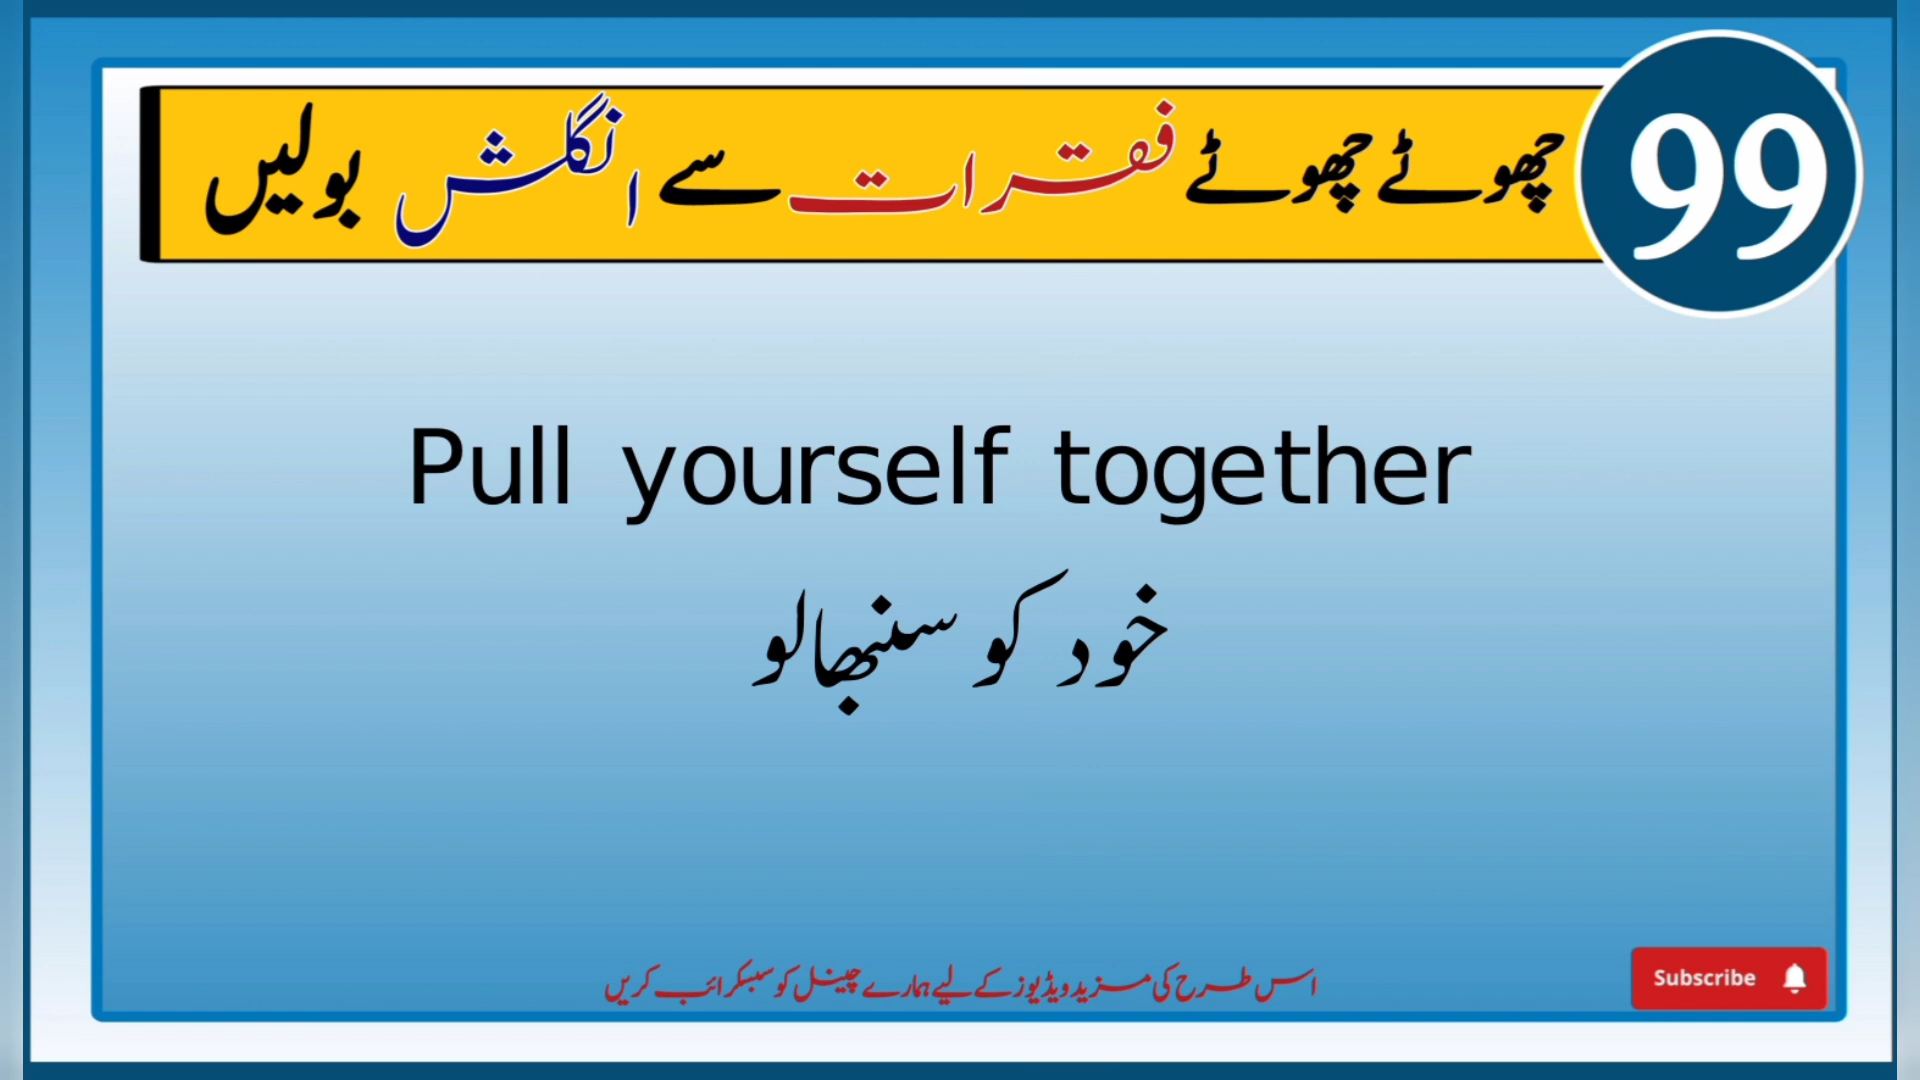 99 چھوٹے چھوٹے فقرات سے انگلش بولیں
Pull yourself together
خود کو سنبھالو
اس طرح کی مزید ویڈیوز کے لیے ہمارے چینل کو سبسکرائب کریں
Subscribe